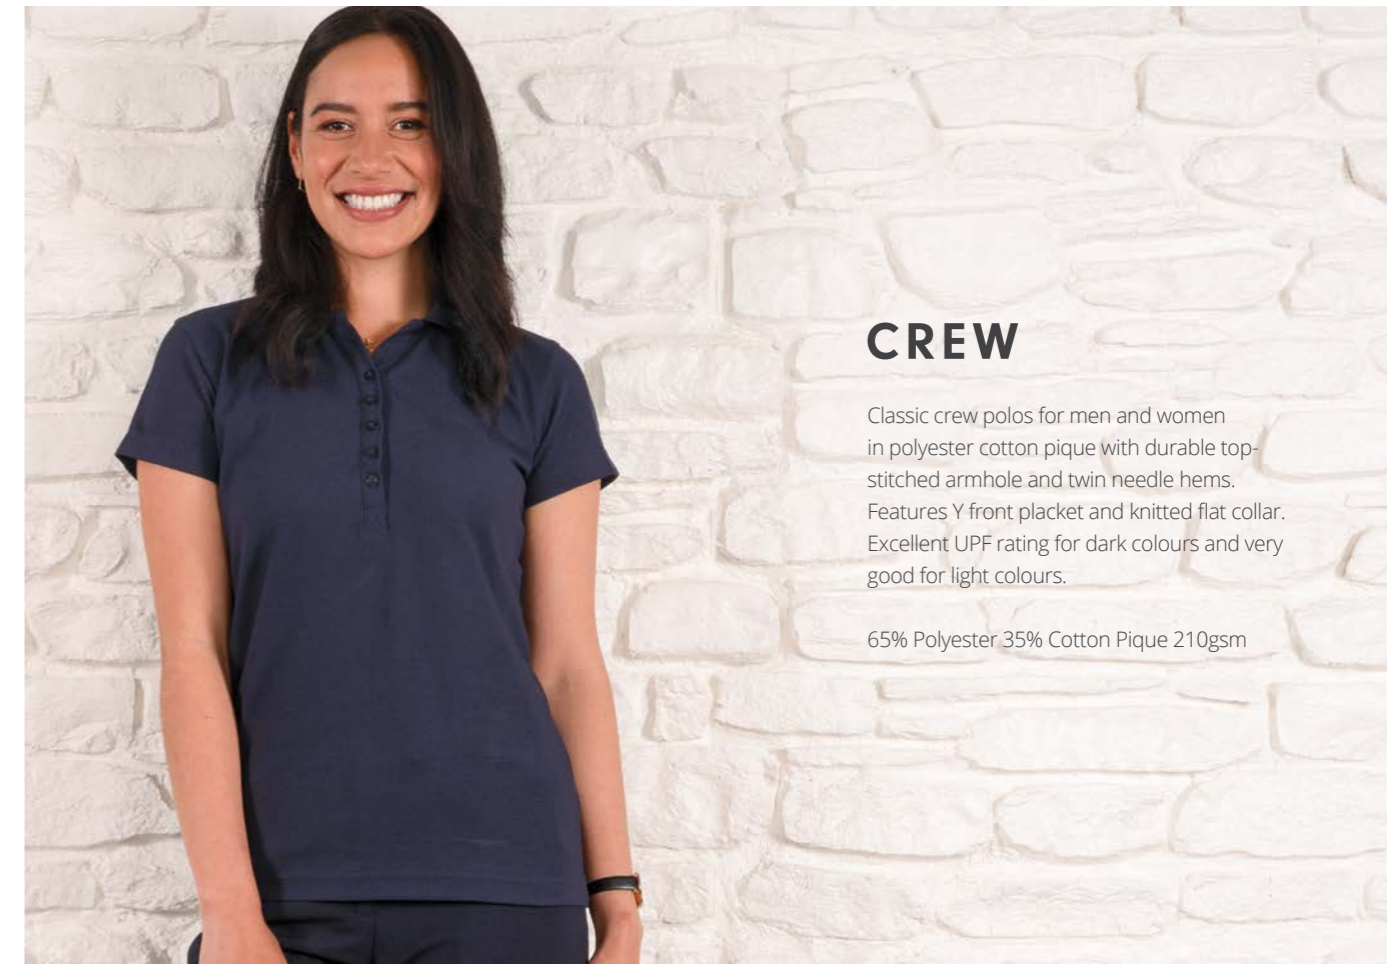 CREW
Classic crew polos for men and women
in polyester cotton pique with durable top-
stitched armhole and twin needle hems.
Features Y front placket and knitted flat collar.
Excellent UPF rating for dark colours and very
good for light colours.
65% Polyester 35% Cotton Pique 210gsm